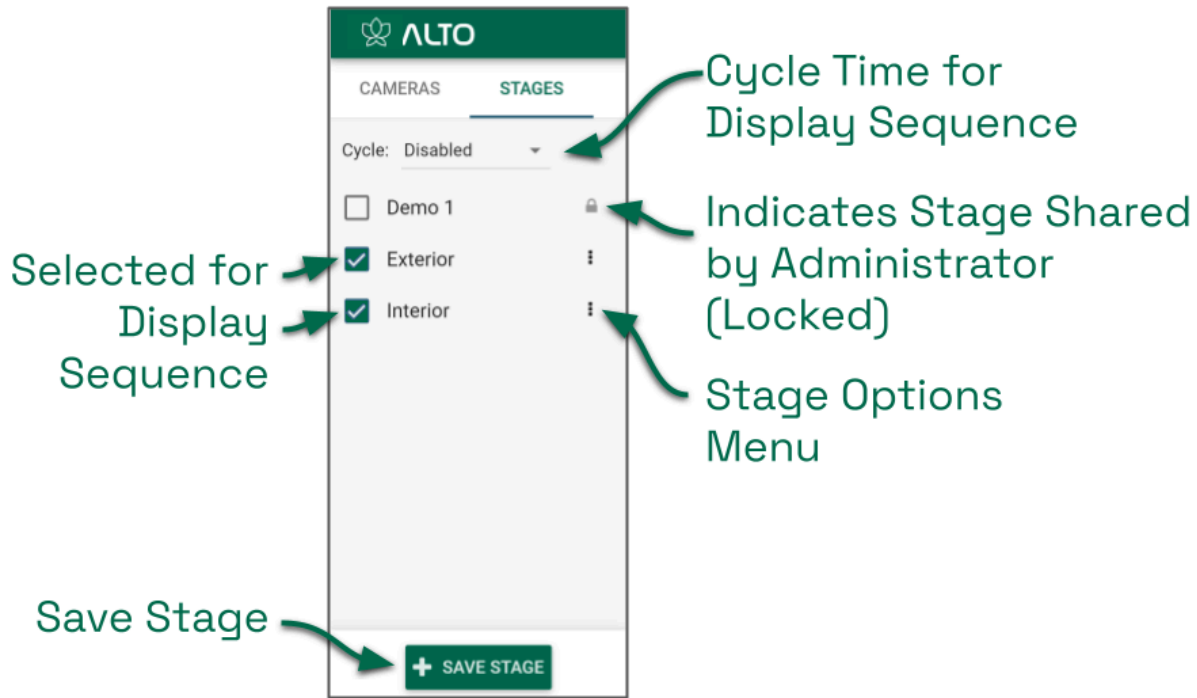 ALTO
CAMERAS STAGES
Cycle: Disabled
Demo 1
Exterior
Interior
+ SAVE STAGE
Cycle Time for
Display Sequence
Indicates Stage Shared
by Administrator
(Locked)
Stage Options
Menu
Selected for
Display
Sequence
Save Stage